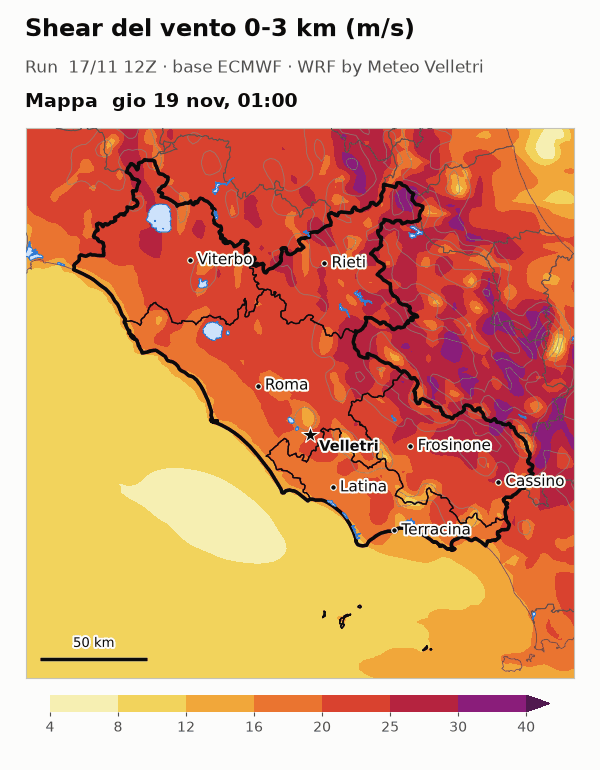 Shear del vento 0-3 km (m/s)
Run  17/11 12Z · base ECMWF · WRF by Meteo Velletri
Mappa  gio 19 nov, 01:00
Viterbo
Rieti
Roma
Velletri
Frosinone
Cassino
Latina
Terracina
50 km
4 8 12 16 20 25 30 40